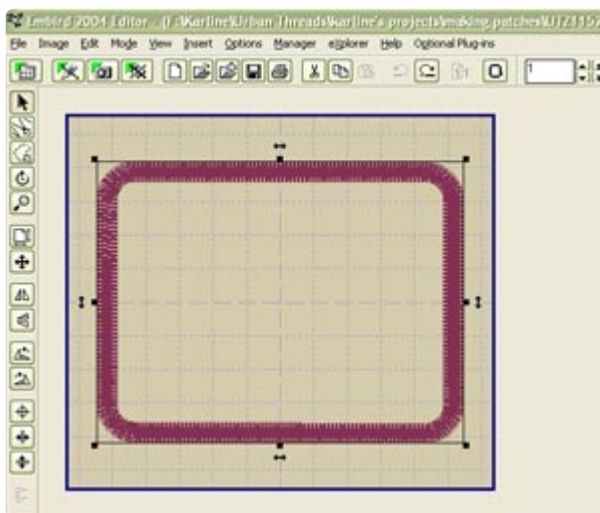 Embird 2004 Editor ...(F:\Karline\Urban Threads\Karline's projects\making patches\UTZ1152
File Image Edit Mode View Insert Options Manager eXplorer Help Optional Plug-ins
1